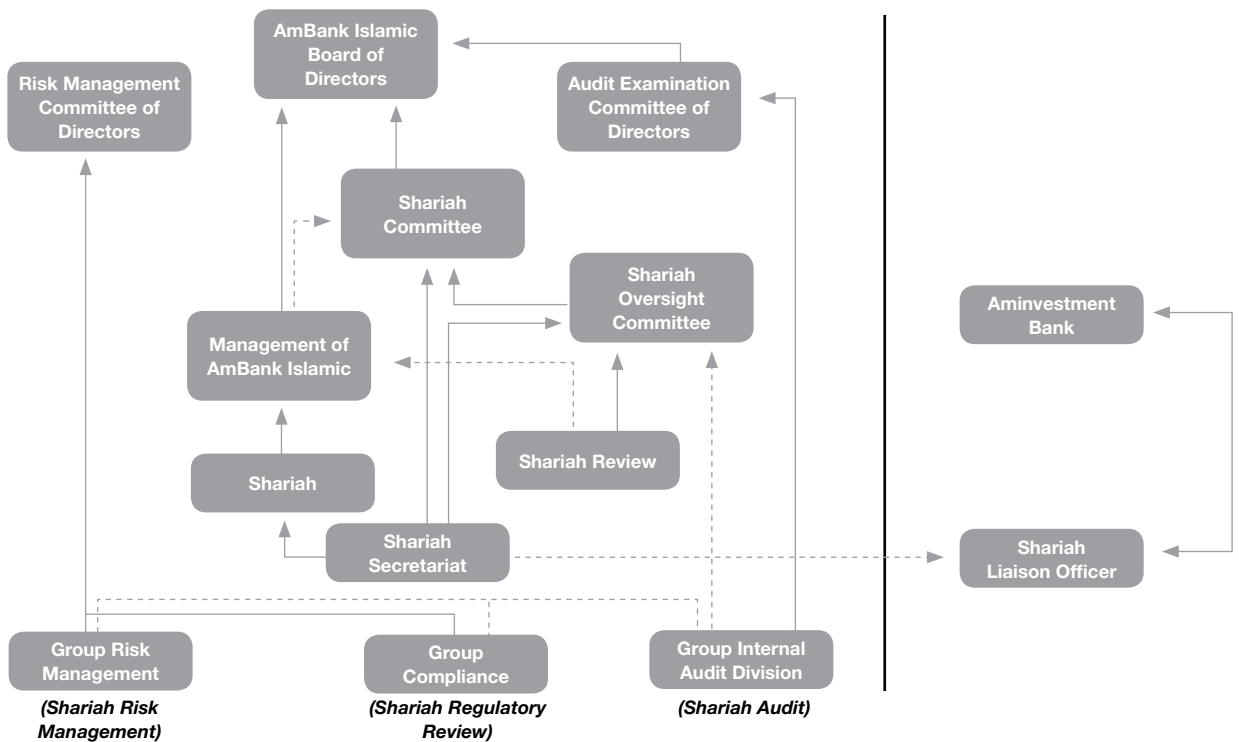 AmBank Islamic
Board of
Directors
Risk Management
Committee of
Directors
Audit Examination
Committee of
Directors
Shariah
Committee
Shariah
Oversight
Committee
Aminvestment
Bank
Management of
AmBank Islamic
Shariah Review
Shariah
Shariah
Secretariat
Shariah
Liaison Officer
Group Risk
Management
(Shariah Risk
Management)
Group
Compliance
(Shariah Regulatory
Review)
Group Internal
Audit Division
(Shariah Audit)